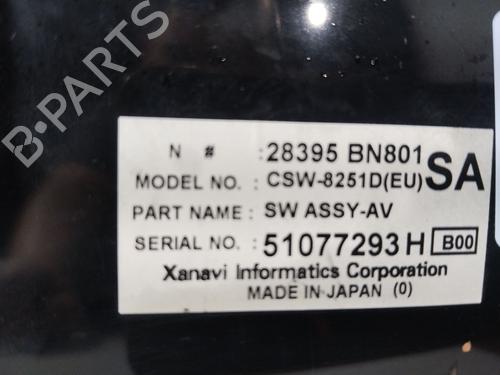 B-PARTS
N # : 28395 BN801
SA
MODEL NO. : CSW-8251D(EU)
PART NAME : SW ASSY-AV
SERIAL NO. : 51077293H B00
Xanavi Informatics Corporation
MADE IN JAPAN (0)